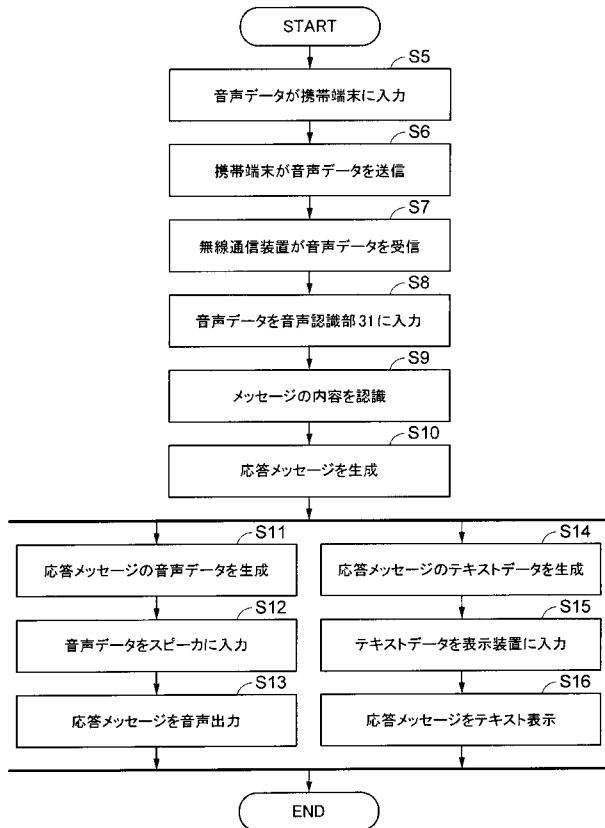 START
S5
音声データが携帯端末に入力
S6
携帯端末が音声データを送信
S7
無線通信装置が音声データを受信
S8
音声データを音声認識部31に入力
S9
メッセージの内容を認識
S10
応答メッセージを生成
S11
応答メッセージの音声データを生成
S12
音声データをスピーカに入力
S13
応答メッセージを音声出力
S14
応答メッセージのテキストデータを生成
S15
テキストデータを表示装置に入力
S16
応答メッセージをテキスト表示
END